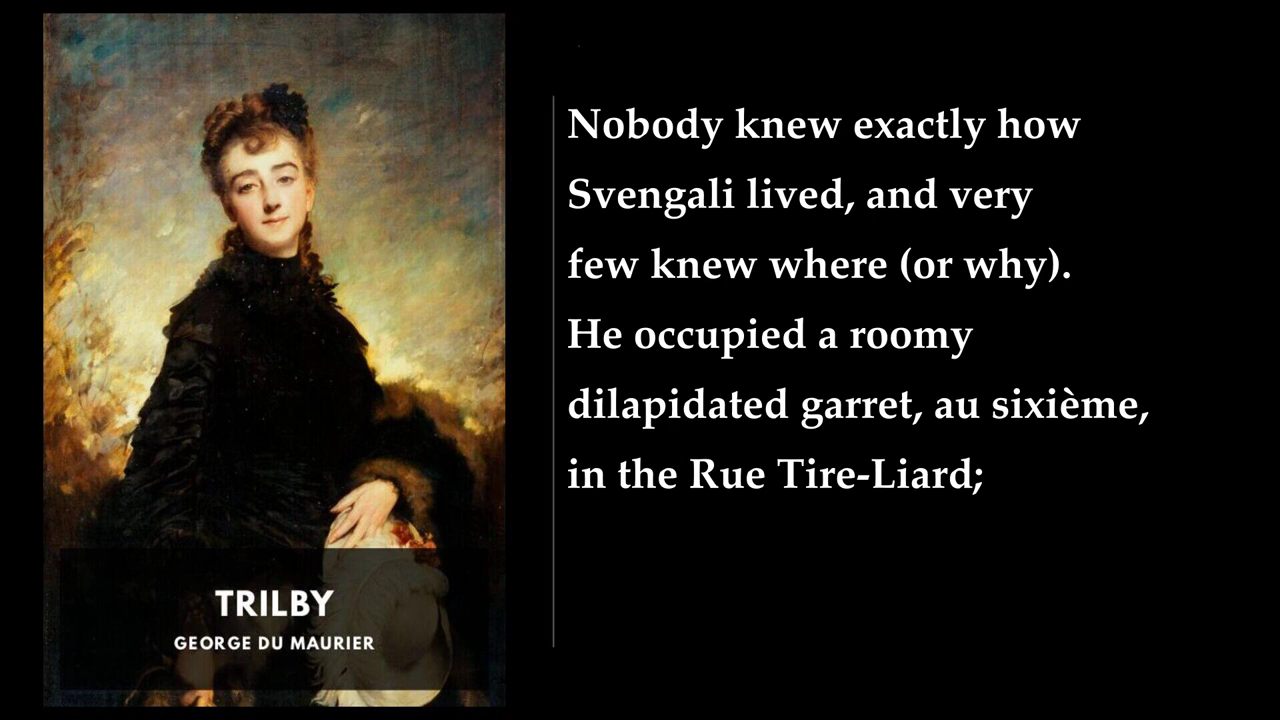 Nobody knew exactly how
Svengali lived, and very
few knew where (or why).
He occupied a roomy
dilapidated garret, au sixième,
in the Rue Tire-Liard;
TRILBY
GEORGE DU MAURIER